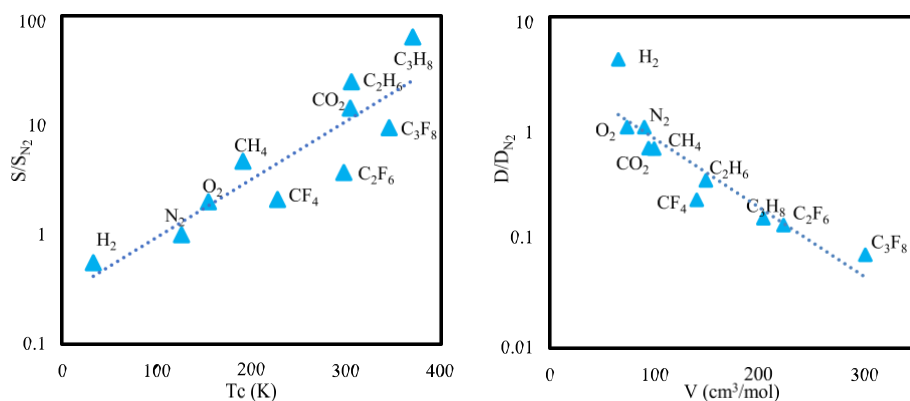 100
10
1
0.1
S/S_N₂
H₂
N₂
O₂
CH₄
CF₄
CO₂
C₂H₆
C₂F₆
C₃H₈
C₃F₈
0 100 200 300 400
Tc (K)
10
1
0.1
0.01
D/D_N₂
H₂
O₂
N₂
CO₂
CH₄
C₂H₆
CF₄
C₃H₈
C₂F₆
C₃F₈
0 100 200 300
V (cm³/mol)